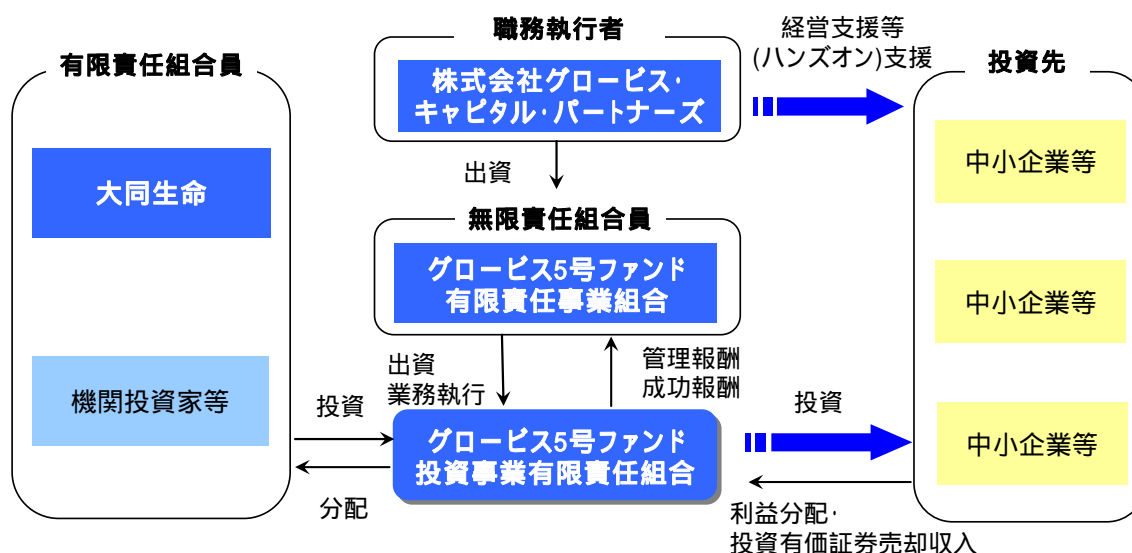 有限責任組合員
大同生命
機関投資家等
職務執行者
株式会社グロービス・
キャピタル・パートナーズ
出資
無限責任組合員
グロービス5号ファンド
有限責任事業組合
出資
業務執行
管理報酬
成功報酬
投資
分配
グロービス5号ファンド
投資事業有限責任組合
経営支援等
(ハンズオン)支援
投資
利益分配・
投資有価証券売却収入
投資先
中小企業等
中小企業等
中小企業等